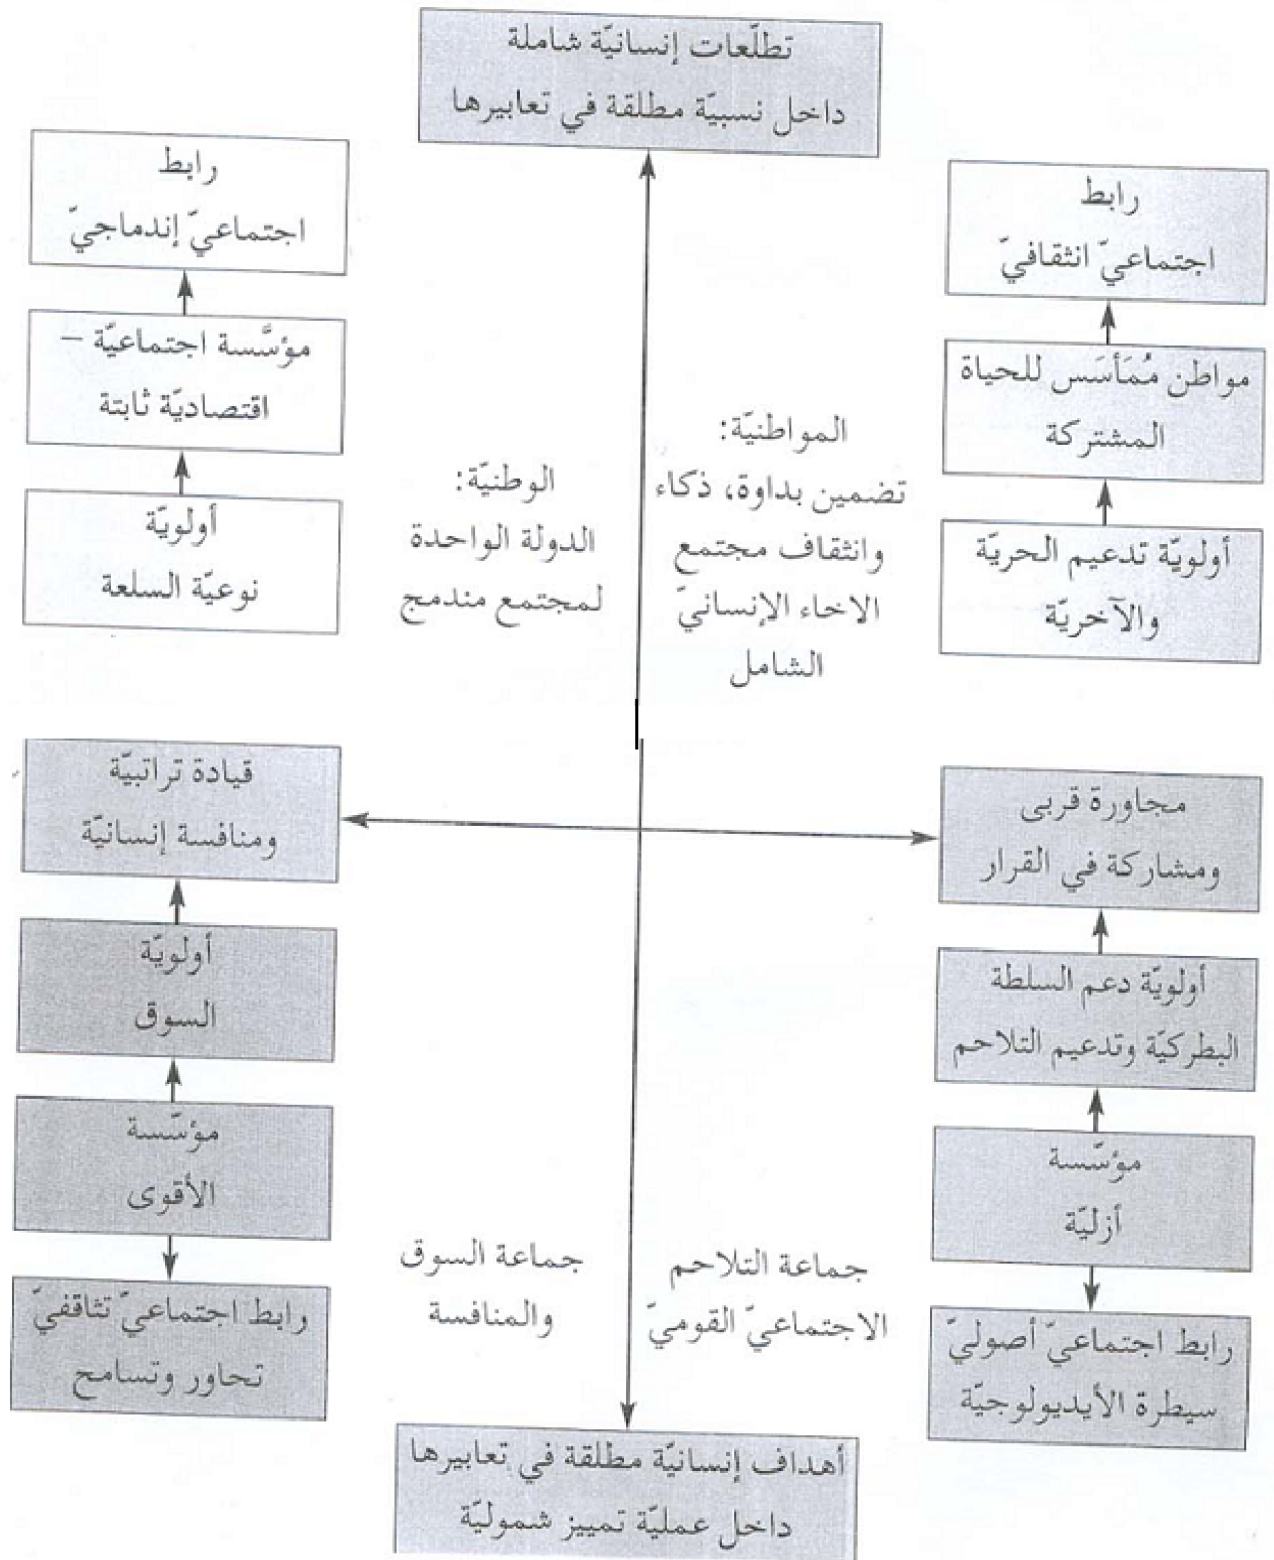 تطلّعات إنسانيّة شاملة
داخل نسبيّة مطلقة في تعابيرها
رابط
اجتماعيّ انثقافيّ
مواطن مُمَأسَس للحياة
المشتركة
أولويّة تدعيم الحريّة
والآخريّة
رابط
اجتماعيّ إندماجيّ
مؤسَّسة اجتماعيّة –
اقتصاديّة ثابتة
أولويّة
نوعيّة السلعة
المواطنيّة:
تضمين بداوة، ذكاء
وانثقاف مجتمع
الاخاء الإنسانيّ
الشامل
الوطنيّة:
الدولة الواحدة
لمجتمع مندمج
مجاورة قربى
ومشاركة في القرار
أولويّة دعم السلطة
البطركيّة وتدعيم التلاحم
مؤسّسة
أزليّة
رابط اجتماعيّ أصوليّ
سيطرة الأيديولوجيّة
قيادة تراتبيّة
ومنافسة إنسانيّة
أولويّة
السوق
مؤسّسة
الأقوى
رابط اجتماعيّ تثاقفيّ
تحاور وتسامح
جماعة التلاحم
الاجتماعيّ القوميّ
جماعة السوق
والمنافسة
أهداف إنسانيّة مطلقة في تعابيرها
داخل عمليّة تمييز شموليّة